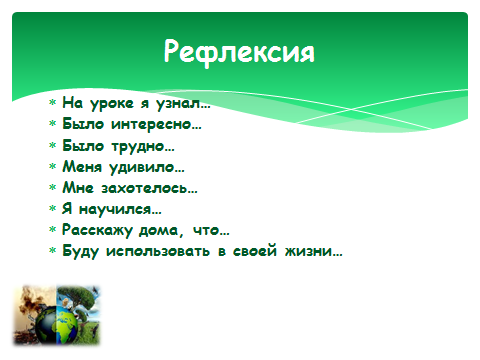 Рефлексия
* На уроке я узнал…
* Было интересно…
* Было трудно…
* Меня удивило…
* Мне захотелось…
* Я научился…
* Расскажу дома, что…
* Буду использовать в своей жизни…